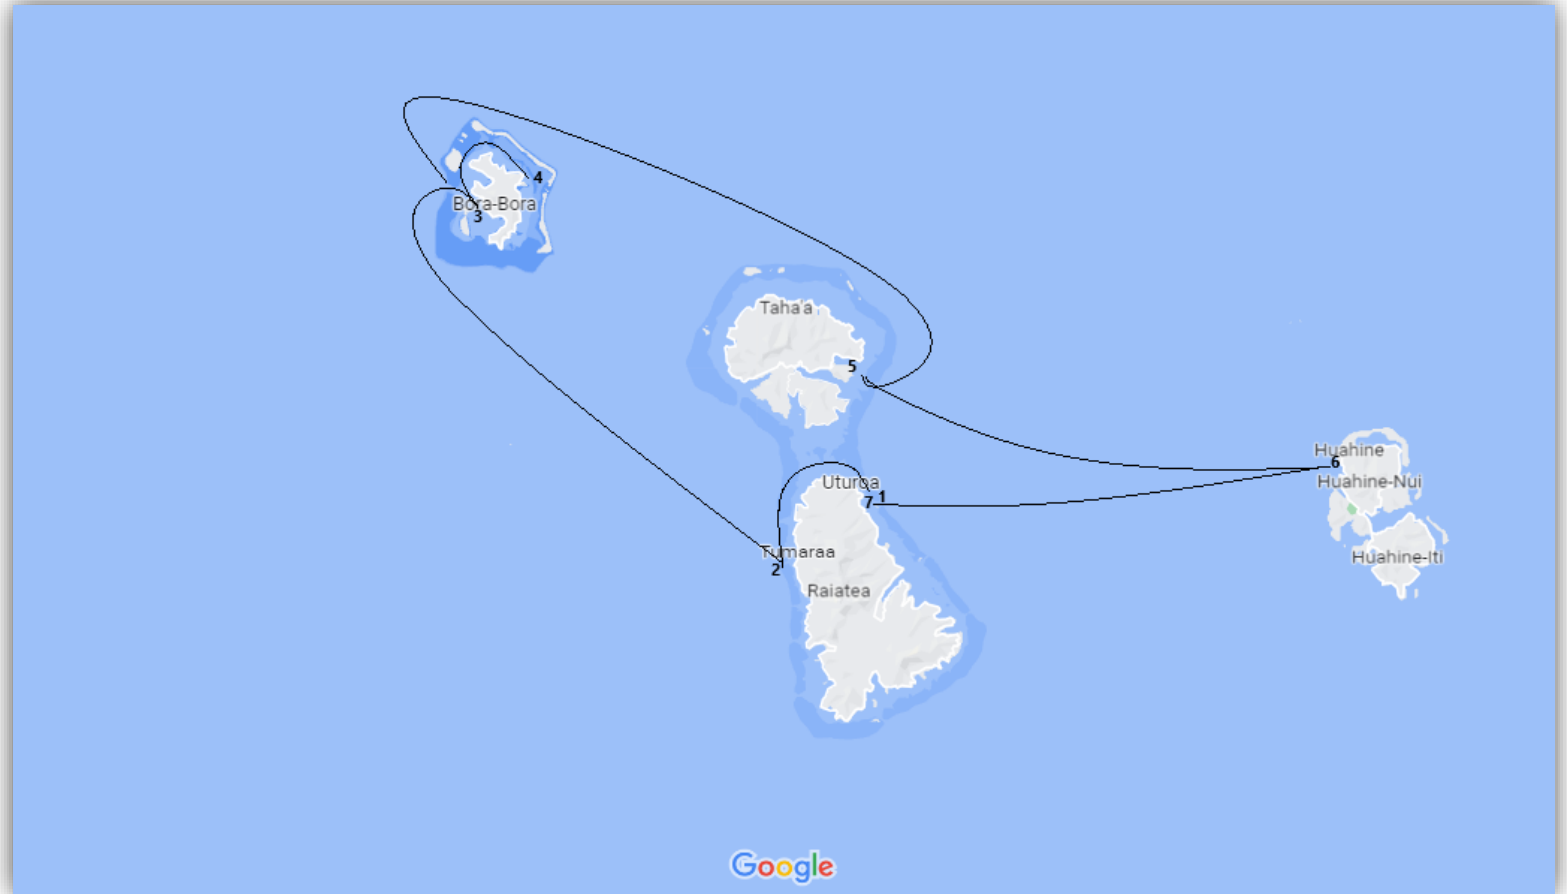 4
Bora-Bora
3
Taha'a
5
Huahine
6
Huahine-Nui
Uturoa
7 1
Tumaraa
2
Huahine-Iti
Raiatea
Google